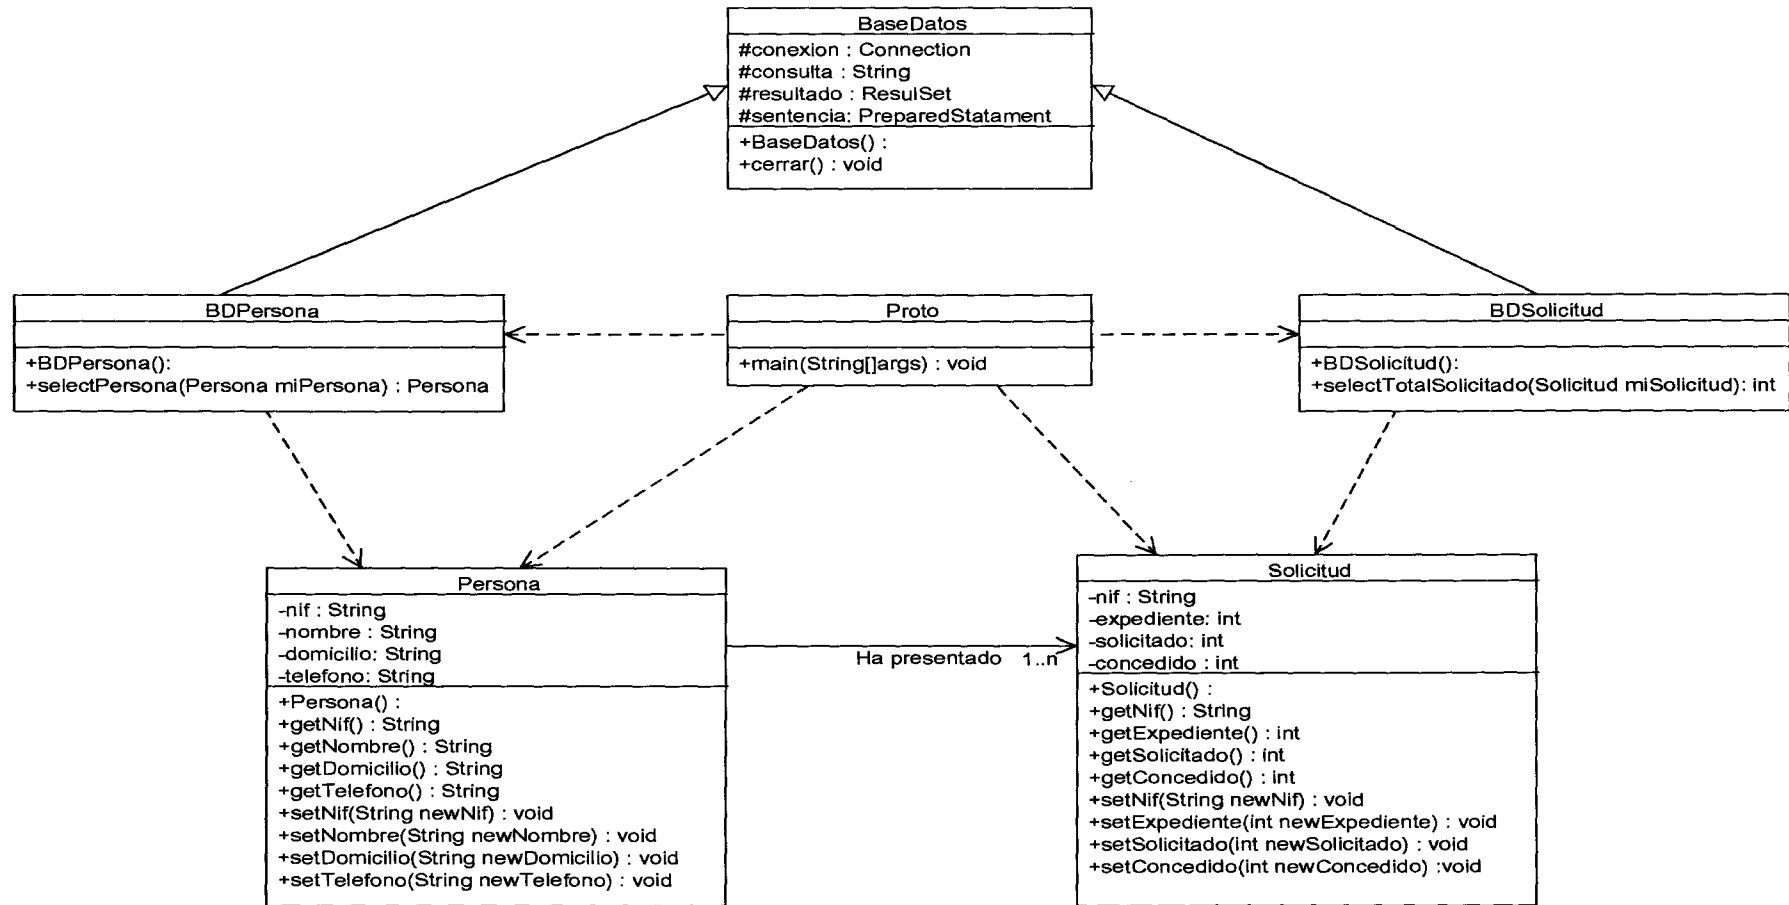 BaseDatos
#conexion : Connection
#consulta : String
#resultado : ResulSet
#sentencia: PreparedStatament
+BaseDatos() :
+cerrar() : void
BDPersona
+BDPersona():
+selectPersona(Persona miPersona) : Persona
Proto
+main(String[]args) : void
BDSolicitud
+BDSolicitud():
+selectTotalSolicitado(Solicitud miSolicitud): int
Persona
-nif : String
-nombre : String
-domicilio: String
-telefono: String
+Persona() :
+getNif() : String
+getNombre() : String
+getDomicilio() : String
+getTelefono() : String
+setNif(String newNif) : void
+setNombre(String newNombre) : void
+setDomicilio(String newDomicilio) : void
+setTelefono(String newTelefono) : void
Ha presentado 1..n
Solicitud
-nif : String
-expediente: int
-solicitado: int
-concedido : int
+Solicitud() :
+getNif() : String
+getExpediente() : int
+getSolicitado() : int
+getConcedido() : int
+setNif(String newNif) : void
+setExpediente(int newExpediente) : void
+setSolicitado(int newSolicitado) : void
+setConcedido(int newConcedido) :void